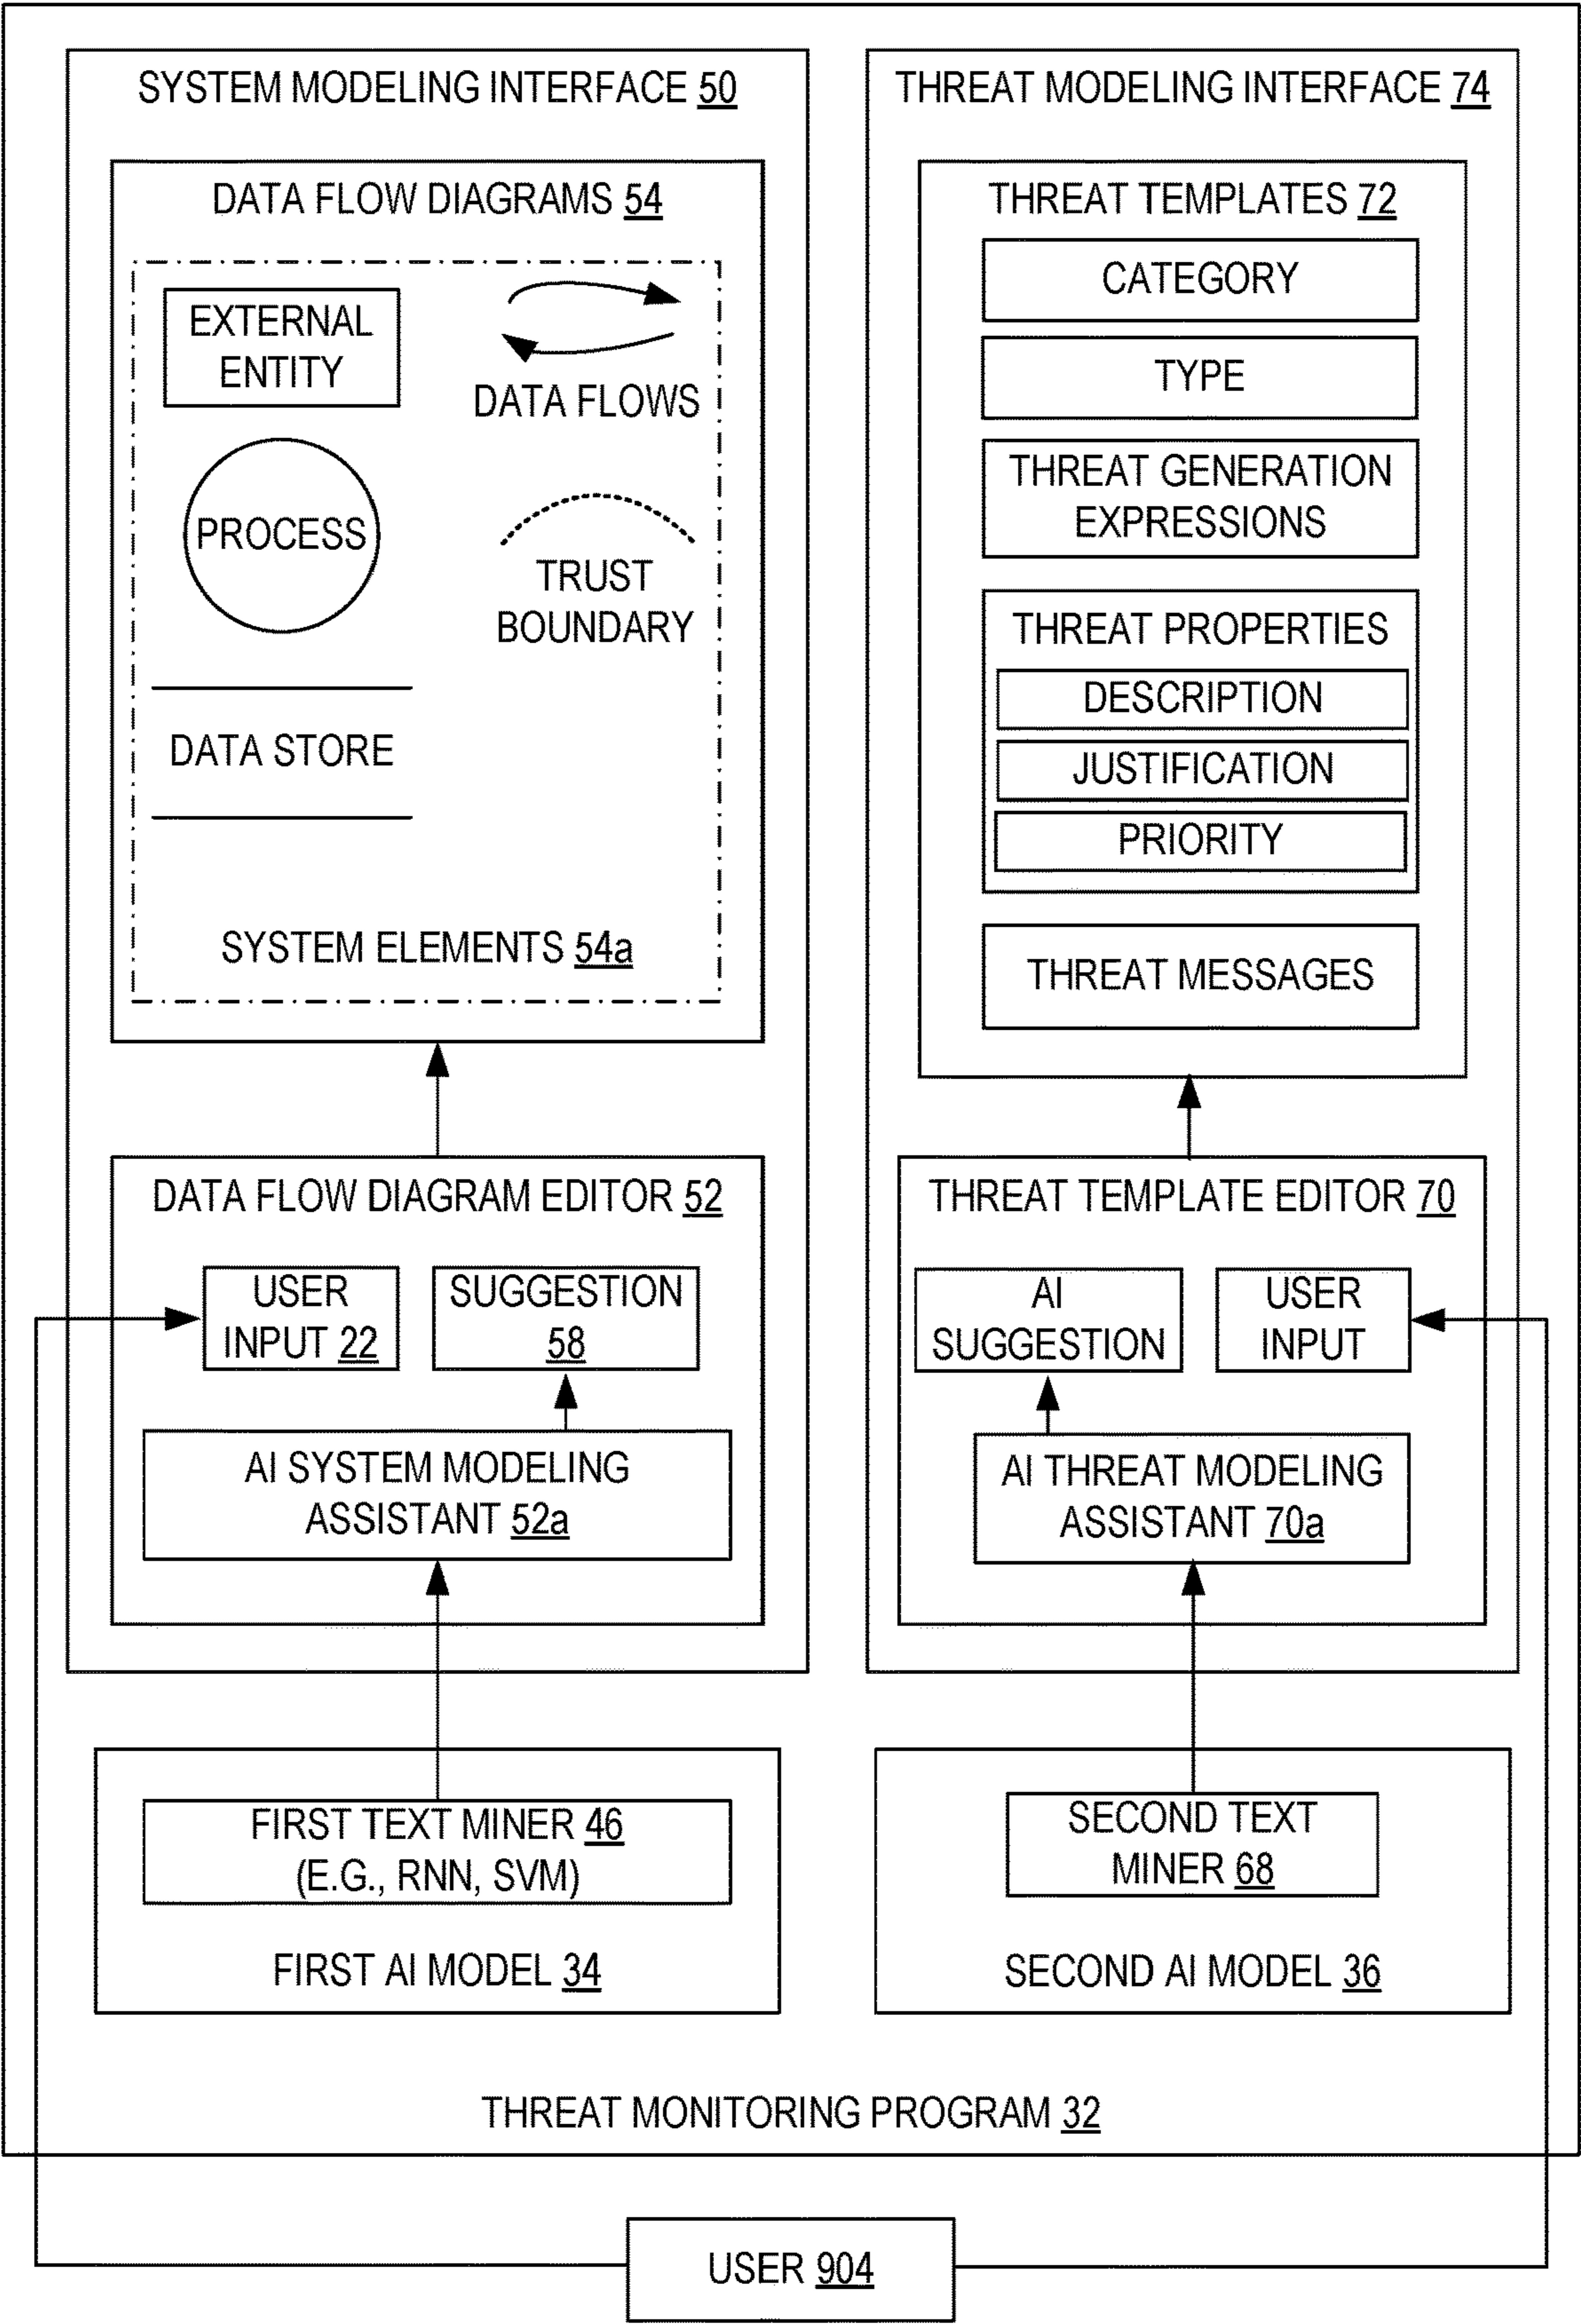 SYSTEM MODELING INTERFACE 50
DATA FLOW DIAGRAMS 54
EXTERNAL
ENTITY
DATA FLOWS
PROCESS
TRUST
BOUNDARY
DATA STORE
SYSTEM ELEMENTS 54a
DATA FLOW DIAGRAM EDITOR 52
USER
INPUT 22
SUGGESTION
58
AI SYSTEM MODELING
ASSISTANT 52a
FIRST TEXT MINER 46
(E.G., RNN, SVM)
FIRST AI MODEL 34
THREAT MODELING INTERFACE 74
THREAT TEMPLATES 72
CATEGORY
TYPE
THREAT GENERATION
EXPRESSIONS
THREAT PROPERTIES
DESCRIPTION
JUSTIFICATION
PRIORITY
THREAT MESSAGES
THREAT TEMPLATE EDITOR 70
AI
SUGGESTION
USER
INPUT
AI THREAT MODELING
ASSISTANT 70a
SECOND TEXT
MINER 68
SECOND AI MODEL 36
THREAT MONITORING PROGRAM 32
USER 904